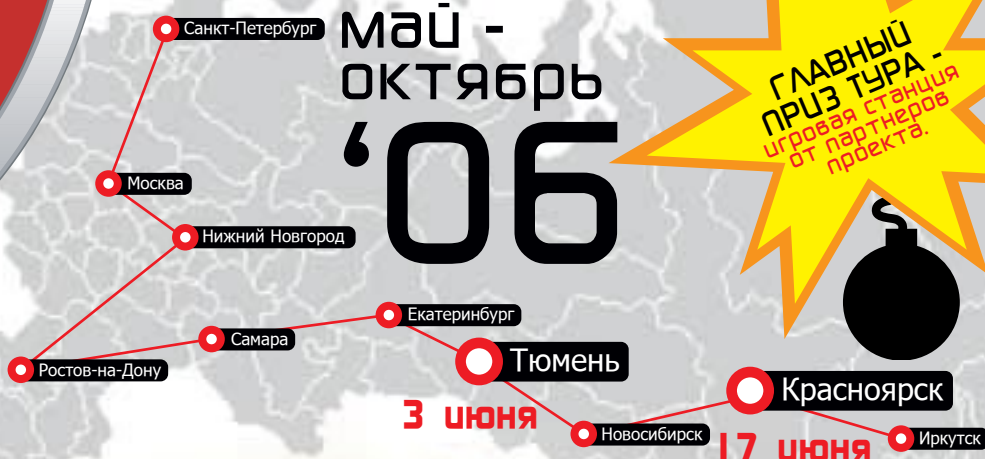 Санкт-Петербург
май -
октябрь
‘06
ГЛАВНЫЙ
ПРИЗ ТУРА -
игровая станция
от партнеров
проекта.
Москва
Нижний Новгород
Екатеринбург
Самара
Ростов-на-Дону
Тюмень
3 июня
Красноярск
Новосибирск
17 июня
Иркутск